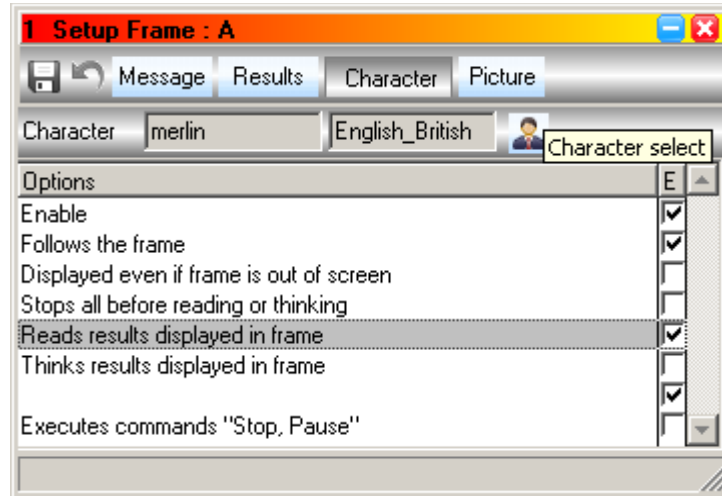 1 Setup Frame : A
Message Results Character Picture
Character merlin English_British
Character select
Options E
Enable
Follows the frame
Displayed even if frame is out of screen
Stops all before reading or thinking
Reads results displayed in frame
Thinks results displayed in frame
Executes commands "Stop, Pause"